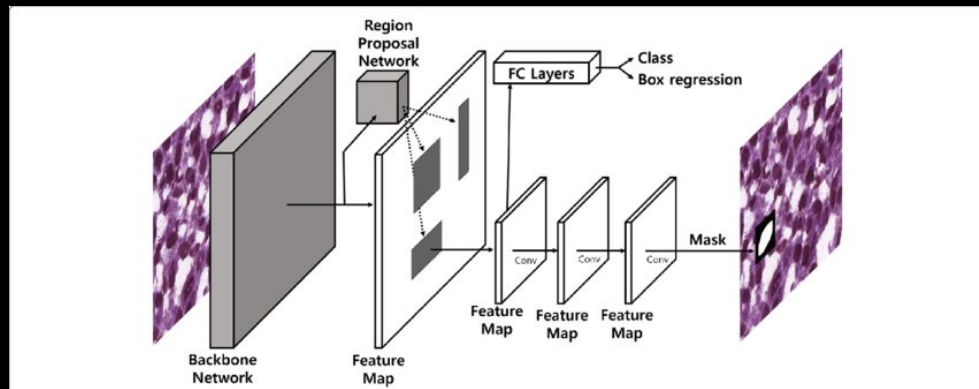 Region
Proposal
Network
FC Layers
Class
Box regression
Conv
Conv
Conv
Mask
Feature
Map
Feature
Map
Feature
Map
Backbone
Network
Feature
Map